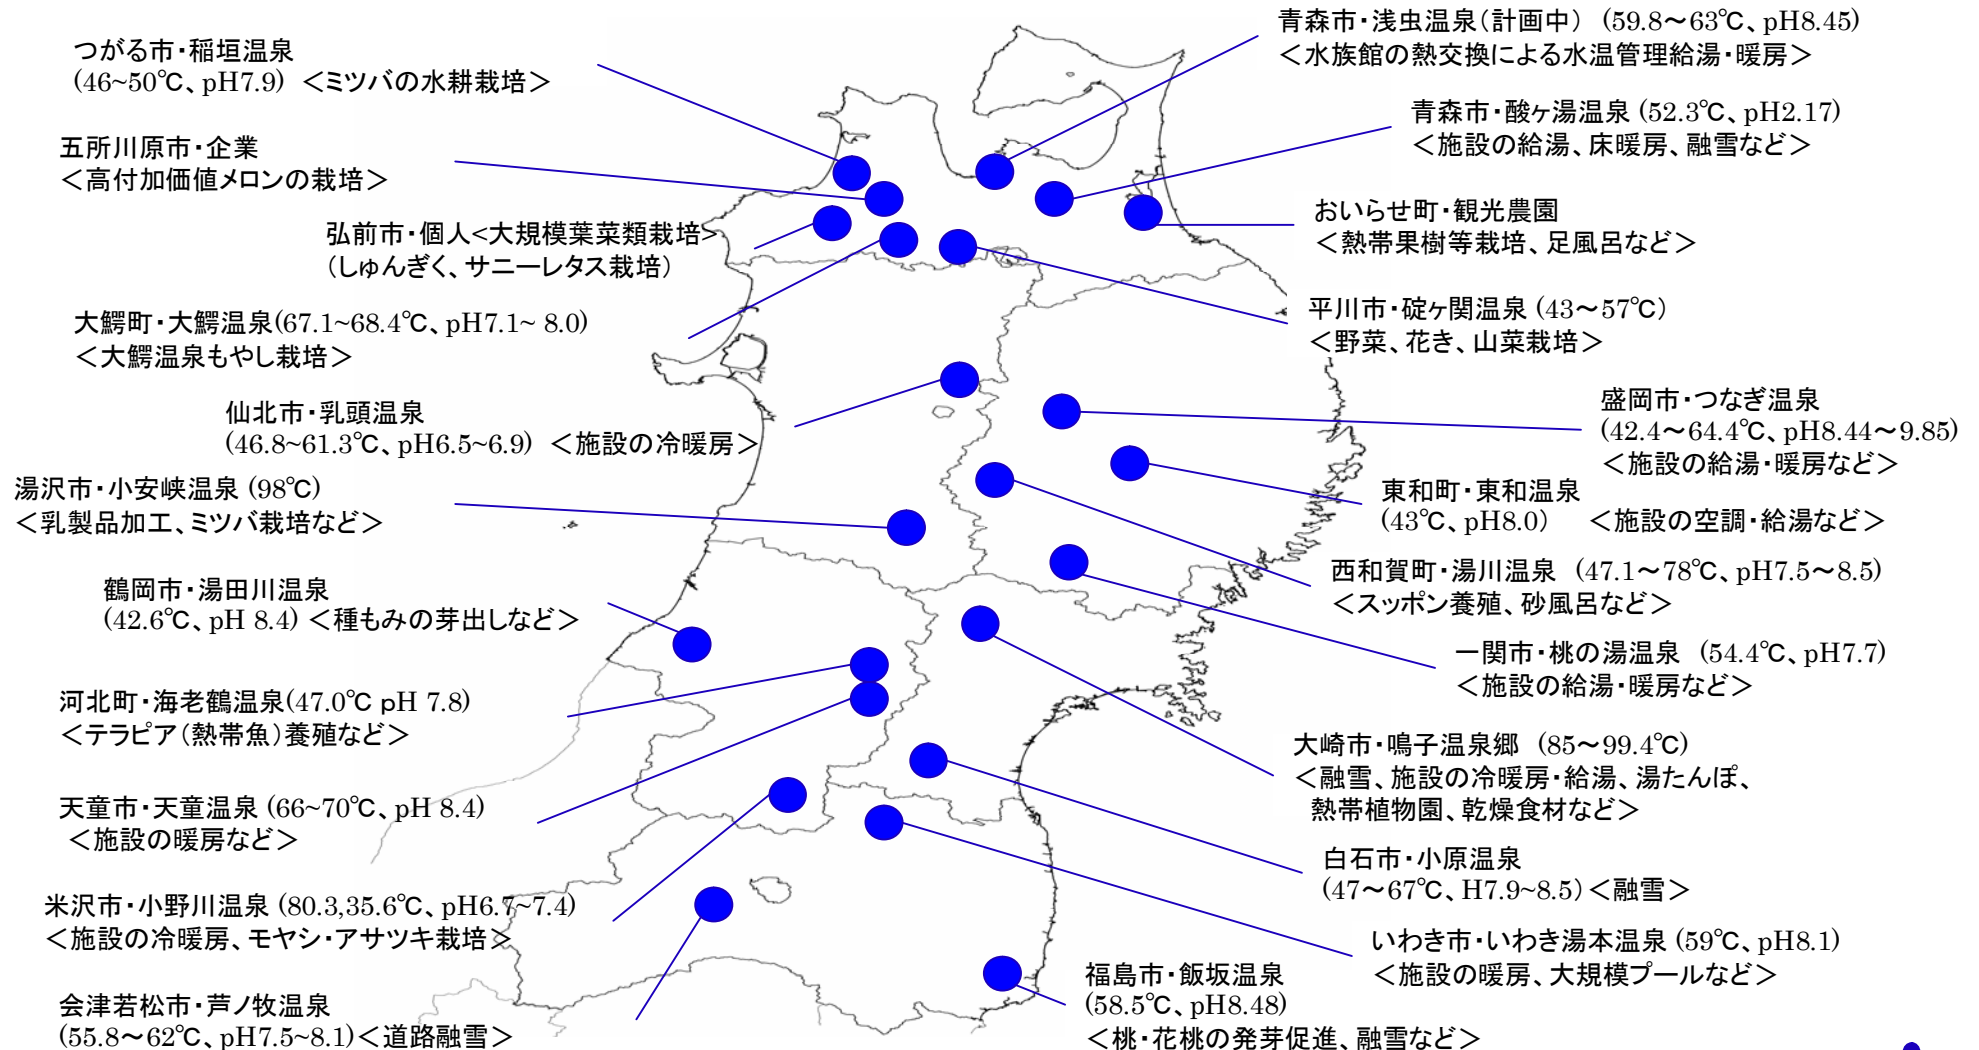 つがる市・稲垣温泉
(46~50℃、pH7.9) ＜ミツバの水耕栽培＞
五所川原市・企業
＜高付加価値メロンの栽培＞
弘前市・個人<大規模葉菜類栽培>
（しゅんぎく、サニーレタス栽培）
大鰐町・大鰐温泉(67.1~68.4℃、pH7.1~ 8.0)
＜大鰐温泉もやし栽培＞
仙北市・乳頭温泉
(46.8~61.3℃、pH6.5~6.9) ＜施設の冷暖房＞
湯沢市・小安峡温泉 (98℃)
＜乳製品加工、ミツバ栽培など＞
鶴岡市・湯田川温泉
(42.6℃、pH 8.4) ＜種もみの芽出しなど＞
河北町・海老鶴温泉(47.0℃ pH 7.8)
＜テラピア（熱帯魚）養殖など＞
天童市・天童温泉 (66~70℃、pH 8.4)
＜施設の暖房など＞
米沢市・小野川温泉 (80.3,35.6℃、pH6.7~7.4)
＜施設の冷暖房、モヤシ・アサツキ栽培＞
会津若松市・芦ノ牧温泉
(55.8～62℃、pH7.5~8.1)＜道路融雪＞
青森市・浅虫温泉（計画中） (59.8～63℃、pH8.45)
＜水族館の熱交換による水温管理給湯・暖房＞
青森市・酸ヶ湯温泉 (52.3℃、pH2.17)
＜施設の給湯、床暖房、融雪など＞
おいらせ町・観光農園
＜熱帯果樹等栽培、足風呂など＞
平川市・碇ヶ関温泉 (43～57℃）
＜野菜、花き、山菜栽培＞
盛岡市・つなぎ温泉
(42.4～64.4℃、pH8.44～9.85)
＜施設の給湯・暖房など＞
東和町・東和温泉
(43℃、pH8.0） ＜施設の空調・給湯など＞
西和賀町・湯川温泉 (47.1～78℃、pH7.5～8.5)
＜スッポン養殖、砂風呂など＞
一関市・桃の湯温泉 (54.4℃、pH7.7)
＜施設の給湯・暖房など＞
大崎市・鳴子温泉郷 (85～99.4℃)
＜融雪、施設の冷暖房・給湯、湯たんぽ、
熱帯植物園、乾燥食材など＞
白石市・小原温泉
(47～67℃、H7.9~8.5)＜融雪＞
いわき市・いわき湯本温泉 (59℃、pH8.1)
＜施設の暖房、大規模プールなど＞
福島市・飯坂温泉
(58.5℃、pH8.48)
＜桃・花桃の発芽促進、融雪など＞